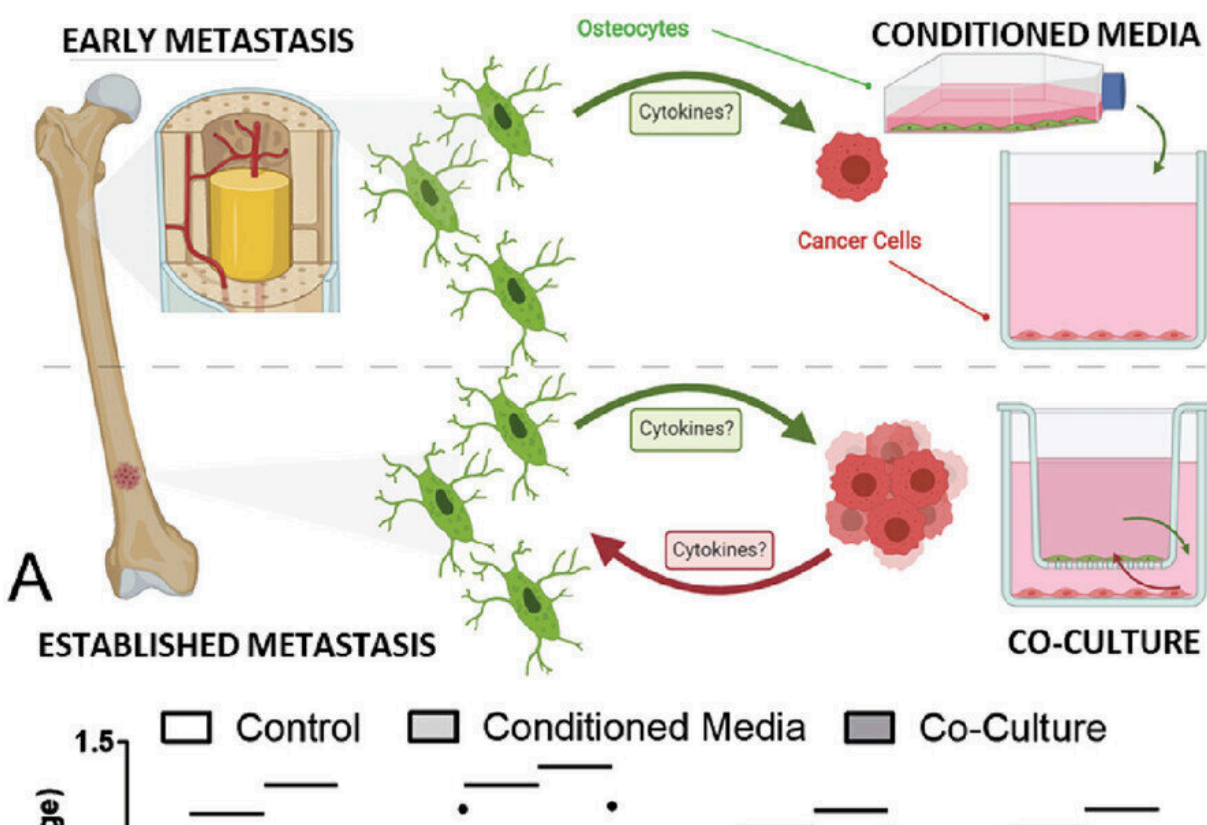 EARLY METASTASIS
Osteocytes
CONDITIONED MEDIA
Cytokines?
Cancer Cells
Cytokines?
Cytokines?
A
ESTABLISHED METASTASIS
CO-CULTURE
Control
Conditioned Media
Co-Culture
1.5